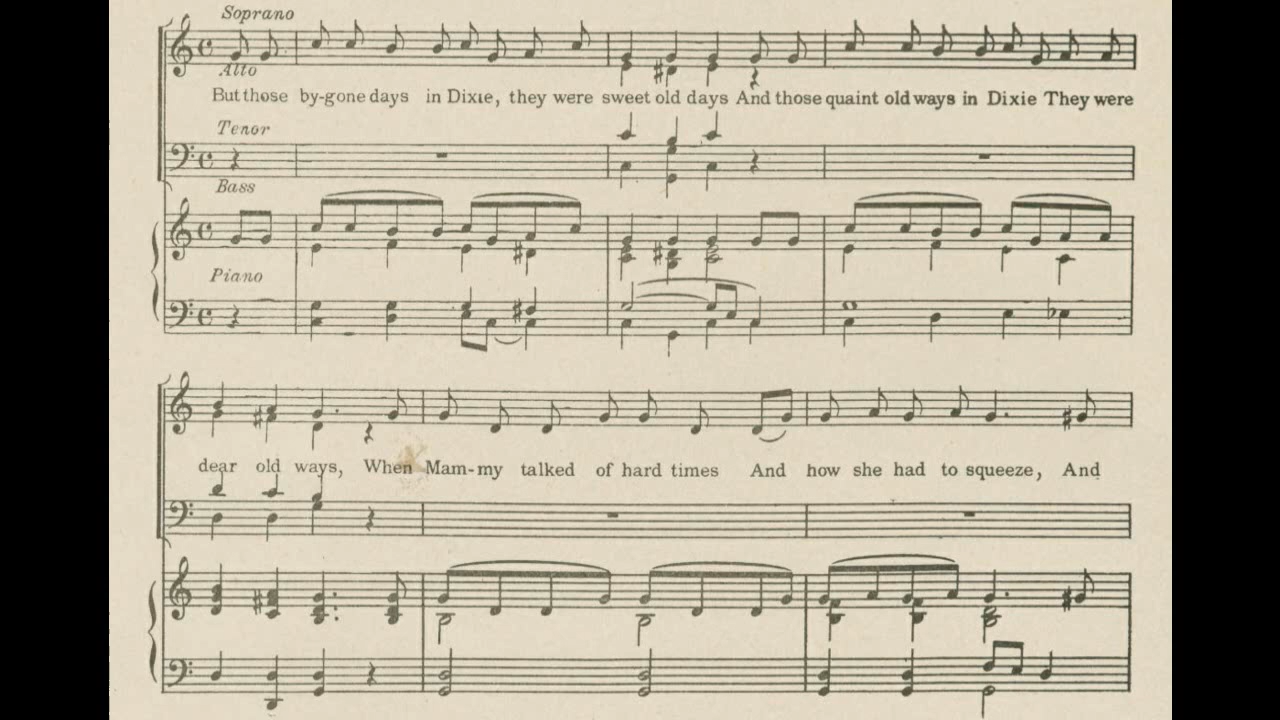 Soprano
Alto
But those by-gone days in Dixie, they were sweet old days And those quaint old ways in Dixie They were
Tenor
Bass
Piano
dear old ways, When Mam-my talked of hard times And how she had to squeeze, And